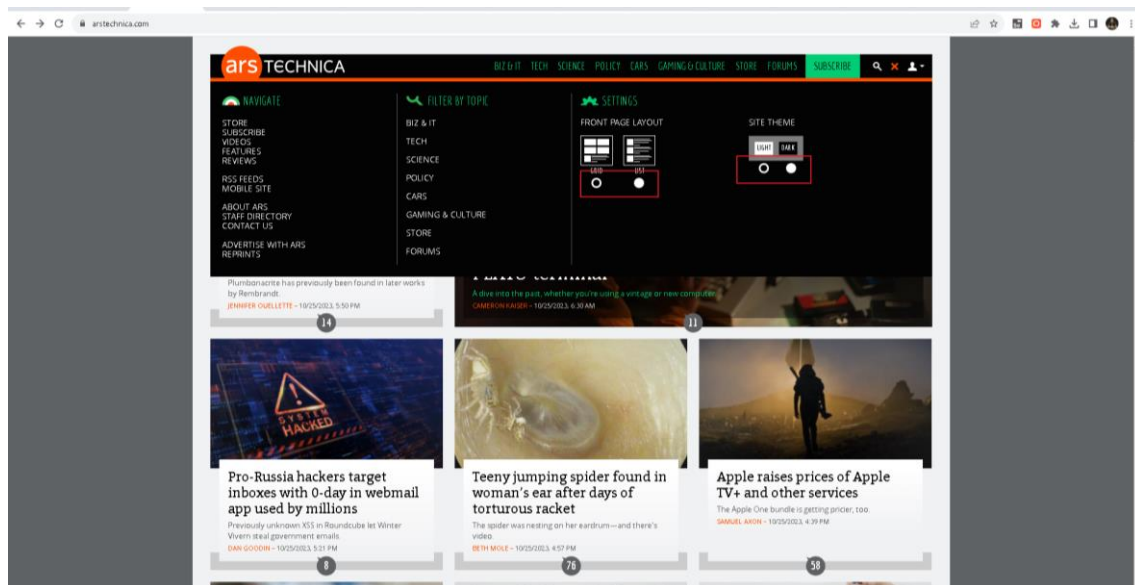 arstechnica.com
ars TECHNICA
BIZ & IT TECH SCIENCE POLICY CARS GAMING & CULTURE STORE FORUMS SUBSCRIBE
NAVIGATE
STORE
SUBSCRIBE
VIDEOS
FEATURES
REVIEWS
RSS FEEDS
MOBILE SITE
ABOUT ARS
STAFF DIRECTORY
CONTACT US
ADVERTISE WITH ARS
REPRINTS
FILTER BY TOPIC
BIZ & IT
TECH
SCIENCE
POLICY
CARS
GAMING & CULTURE
STORE
FORUMS
SETTINGS
FRONT PAGE LAYOUT
GRID LIST
SITE THEME
LIGHT DARK
Plumbonacrite has previously been found in later works
by Rembrandt.
JENNIFER OUELLETTE – 10/25/2023, 5:50 PM
14
PLATO terminal
A dive into the past, whether you're using a vintage or new computer.
CAMERON KAISER – 10/25/2023, 6:30 AM
11
SYSTEM
HACKED
Pro-Russia hackers target
inboxes with 0-day in webmail
app used by millions
Previously unknown XSS in Roundcube let Winter
Vivern steal government emails
DAN GOODIN – 10/25/2023, 5:21 PM
8
Teeny jumping spider found in
woman's ear after days of
torturous racket
The spider was nesting on her eardrum—and there's
video
BETH MOLE – 10/25/2023, 4:57 PM
76
Apple raises prices of Apple
TV+ and other services
The Apple One bundle is getting pricier, too.
SAMUEL AXON – 10/25/2023, 4:39 PM
58